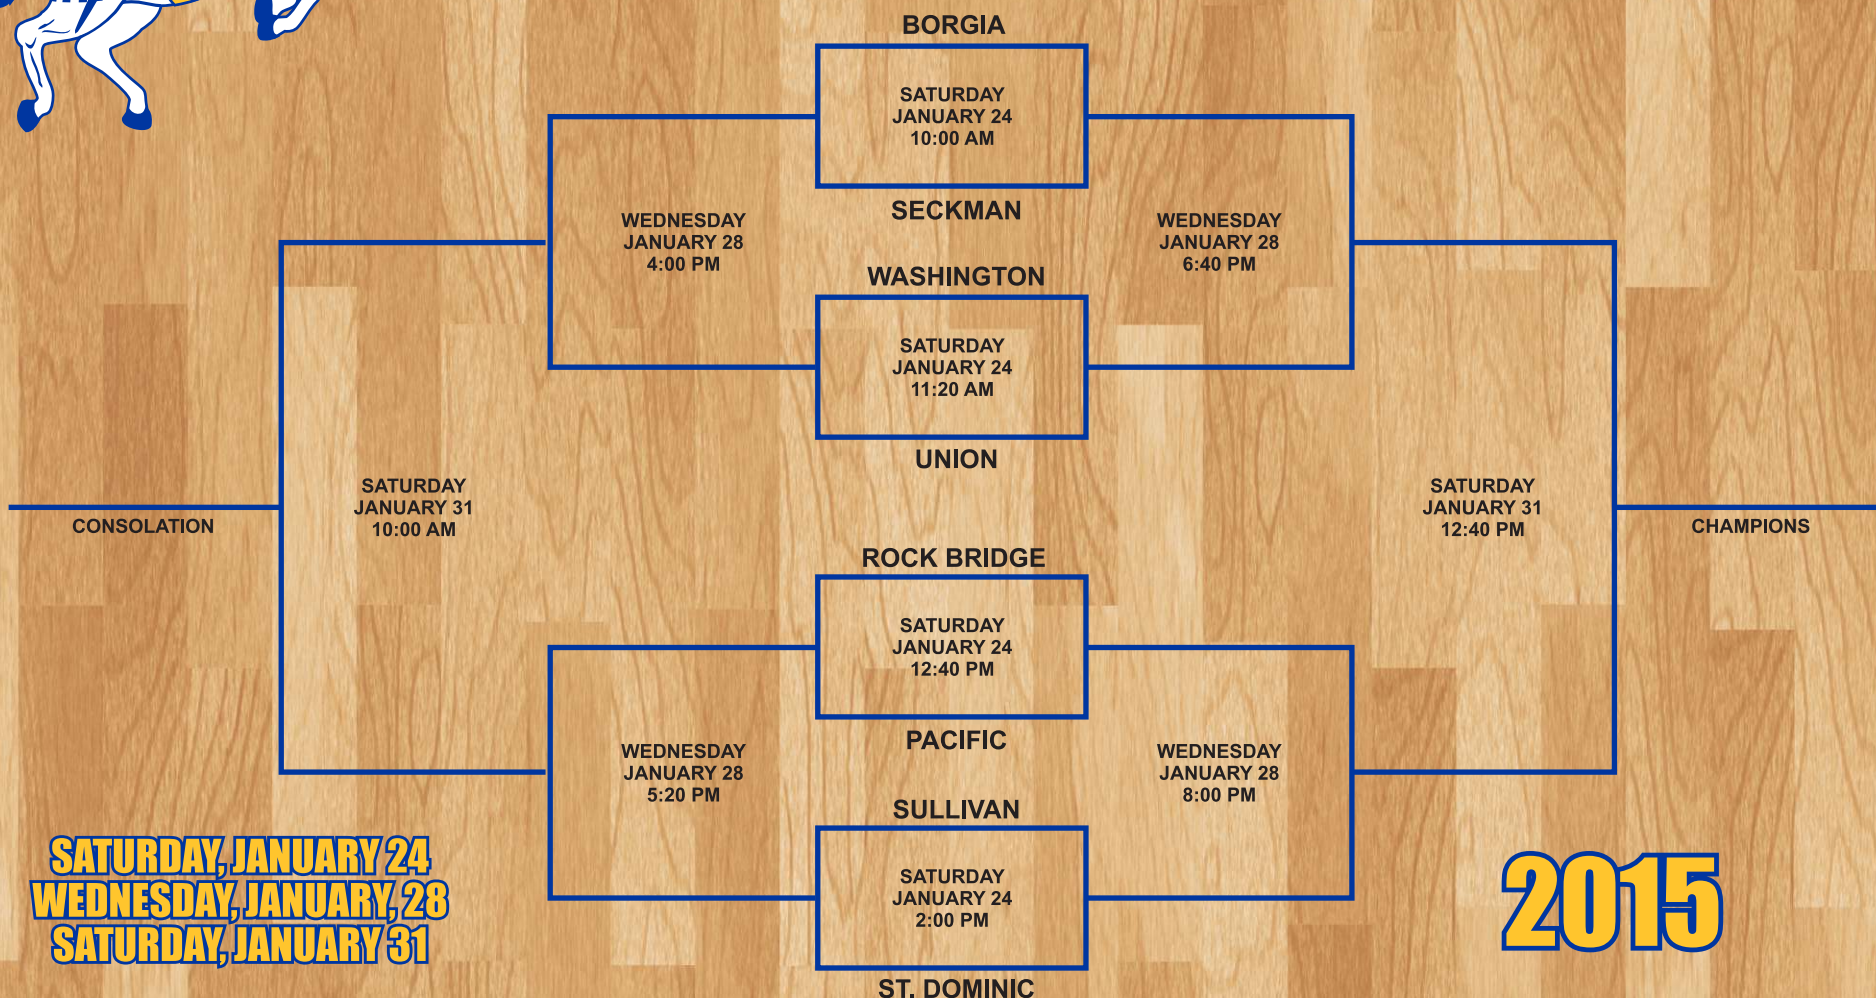 BORGIA
SATURDAY
JANUARY 24
10:00 AM
SECKMAN
WEDNESDAY
JANUARY 28
4:00 PM
WEDNESDAY
JANUARY 28
6:40 PM
WASHINGTON
SATURDAY
JANUARY 24
11:20 AM
UNION
SATURDAY
JANUARY 31
10:00 AM
CONSOLATION
SATURDAY
JANUARY 31
12:40 PM
CHAMPIONS
ROCK BRIDGE
SATURDAY
JANUARY 24
12:40 PM
PACIFIC
WEDNESDAY
JANUARY 28
5:20 PM
WEDNESDAY
JANUARY 28
8:00 PM
SULLIVAN
SATURDAY
JANUARY 24
2:00 PM
ST. DOMINIC
SATURDAY, JANUARY 24
WEDNESDAY, JANUARY, 28
SATURDAY, JANUARY 31
2015